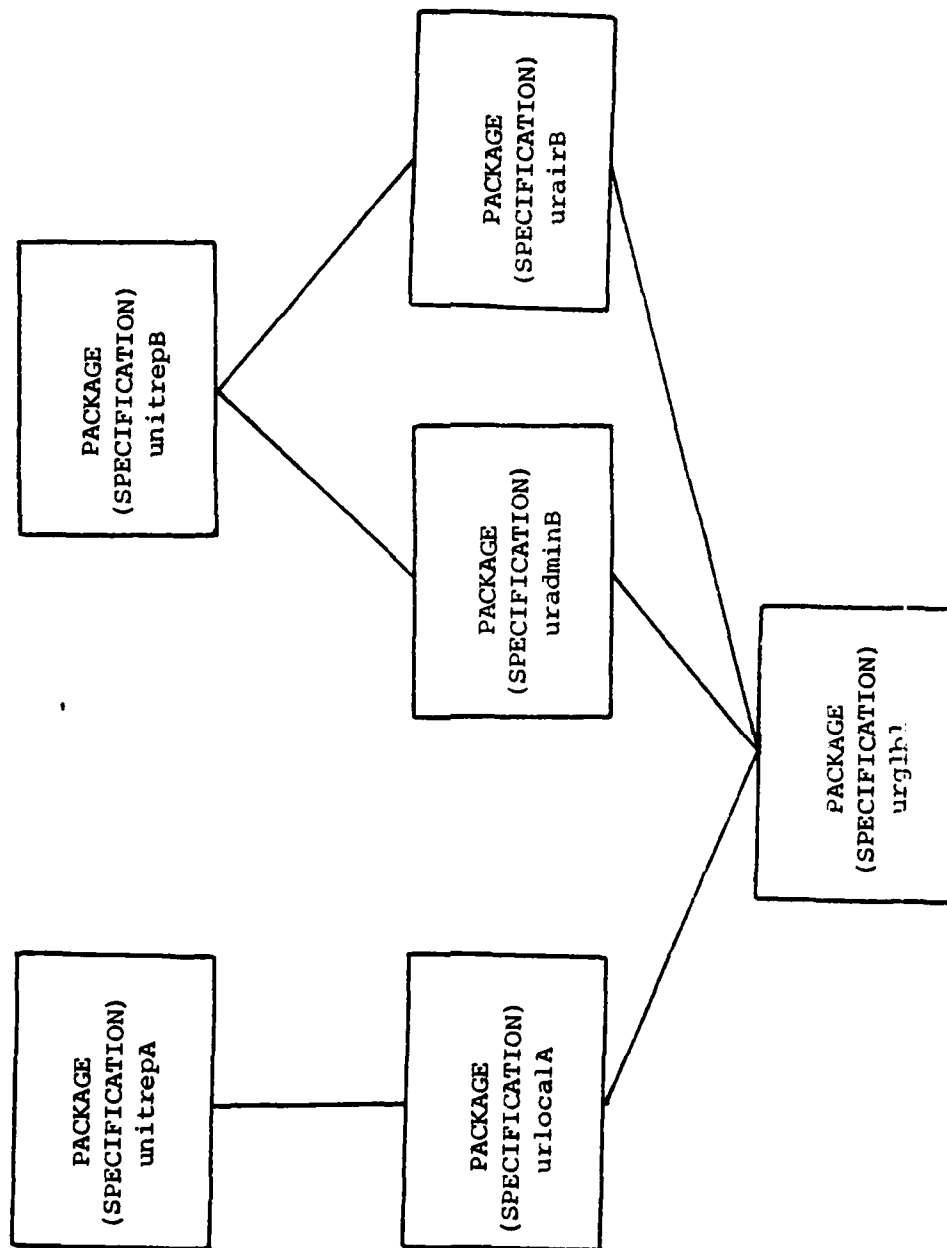 PACKAGE
(SPECIFICATION)
unitrepA
PACKAGE
(SPECIFICATION)
unitrepB
PACKAGE
(SPECIFICATION)
urlocalA
PACKAGE
(SPECIFICATION)
uradminB
PACKAGE
(SPECIFICATION)
urairB
PACKAGE
(SPECIFICATION)